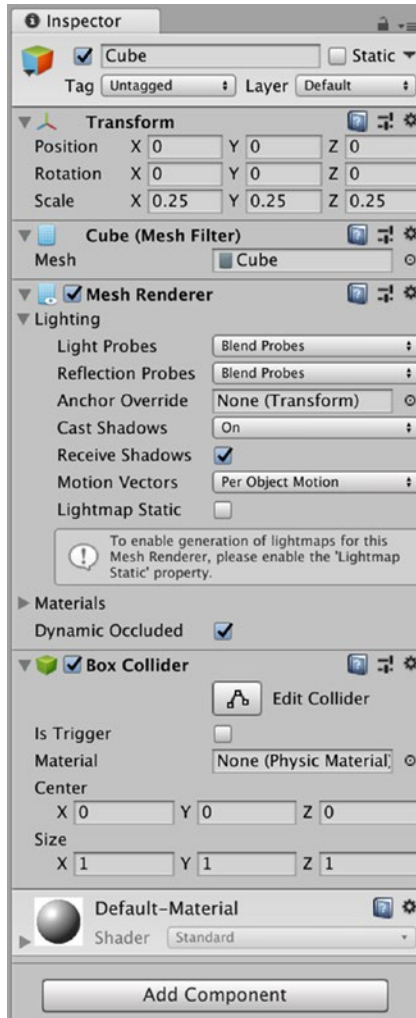 Inspector
Cube Static
Tag Untagged Layer Default
Transform
Position X 0 Y 0 Z 0
Rotation X 0 Y 0 Z 0
Scale X 0.25 Y 0.25 Z 0.25
Cube (Mesh Filter)
Mesh Cube
Mesh Renderer
Lighting
Light Probes Blend Probes
Reflection Probes Blend Probes
Anchor Override None (Transform)
Cast Shadows On
Receive Shadows
Motion Vectors Per Object Motion
Lightmap Static
To enable generation of lightmaps for this
Mesh Renderer, please enable the 'Lightmap
Static' property.
Materials
Dynamic Occluded
Box Collider
Edit Collider
Is Trigger
Material None (Physic Material)
Center
X 0 Y 0 Z 0
Size
X 1 Y 1 Z 1
Default-Material
Shader Standard
Add Component